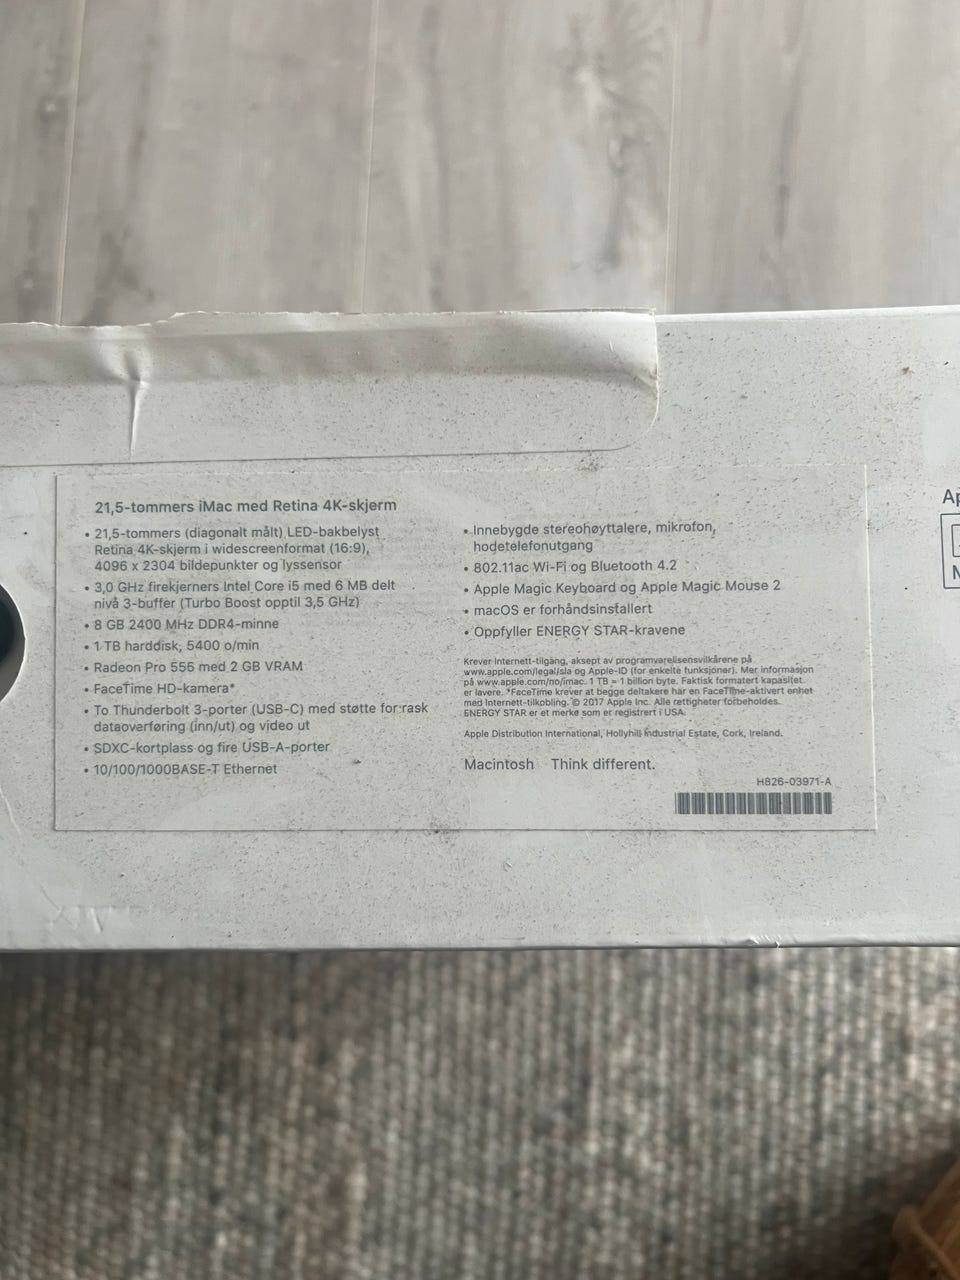 21,5-tommers iMac med Retina 4K-skjerm
• 21,5-tommers (diagonalt målt) LED-bakbelyst
Retina 4K-skjerm i widescreenformat (16:9),
4096 x 2304 bildepunkter og lyssensor
• 3,0 GHz firekjerners Intel Core i5 med 6 MB delt
nivå 3-buffer (Turbo Boost opptil 3,5 GHz)
• 8 GB 2400 MHz DDR4-minne
• 1 TB harddisk, 5400 o/min
• Radeon Pro 555 med 2 GB VRAM
• FaceTime HD-kamera*
• To Thunderbolt 3-porter (USB-C) med støtte for rask
dataoverføring (inn/ut) og video ut
• SDXC-kortplass og fire USB-A-porter
• 10/100/1000BASE-T Ethernet
• Innebygde stereohøyttalere, mikrofon,
hodetelefonutgang
• 802.11ac Wi-Fi og Bluetooth 4.2
• Apple Magic Keyboard og Apple Magic Mouse 2
• macOS er forhåndsinstallert
• Oppfyller ENERGY STAR-kravene
Krever Internett-tilgang, aksept av programvarelisensvilkårene på
www.apple.com/legal/sla og Apple-ID (for enkelte funksjoner). Mer informasjon
på www.apple.com/no/imac. 1 TB = 1 billion byte. Faktisk formatert kapasitet
er lavere. *FaceTime krever at begge deltakere har en FaceTime-aktivert enhet
med Internett-tilkobling. © 2017 Apple Inc. Alle rettigheter forbeholdes.
ENERGY STAR er et merke som er registrert i USA.
Apple Distribution International, Hollyhill Industrial Estate, Cork, Ireland.
Macintosh Think different.
H826-03971-A
Ap
M